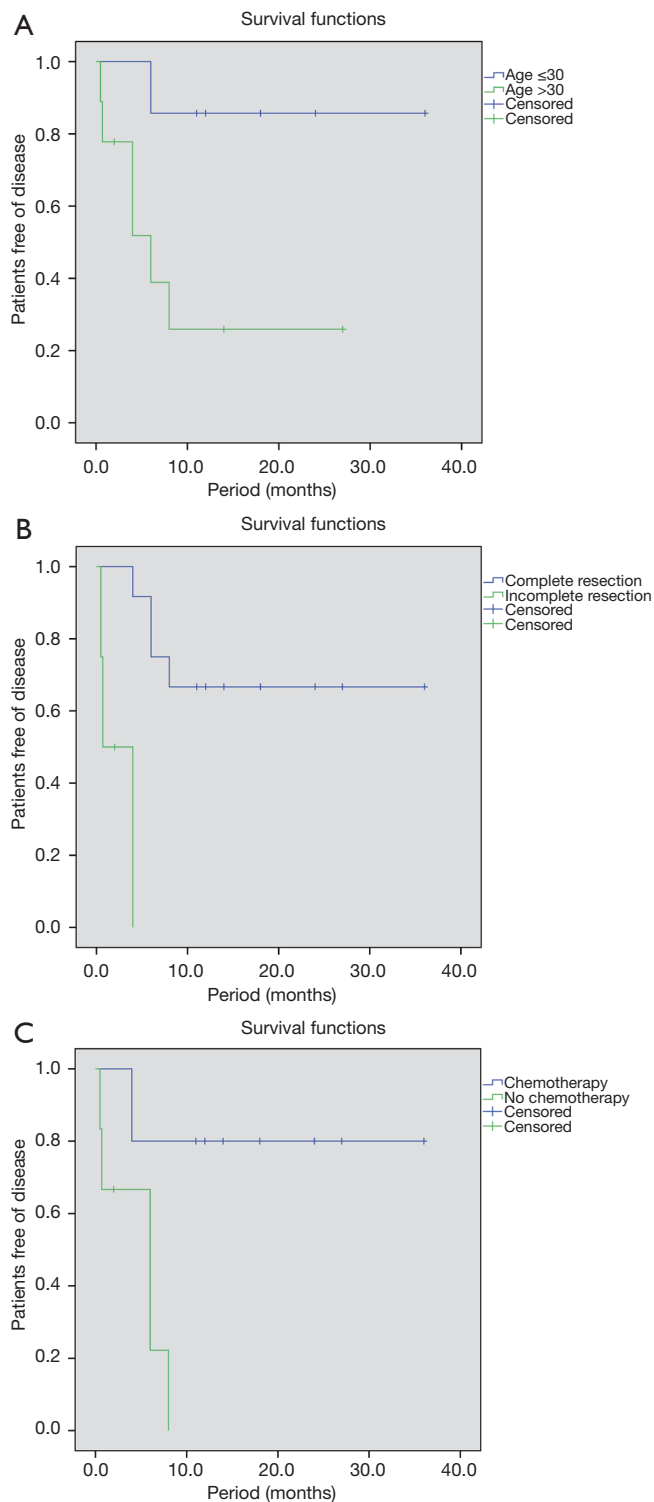 A
Survival functions
1.0
0.8
0.6
0.4
0.2
0.0
Patients free of disease
0.0 10.0 20.0 30.0 40.0
Period (months)
Age ≤30
Age >30
Censored
Censored
B
Survival functions
1.0
0.8
0.6
0.4
0.2
0.0
Patients free of disease
0.0 10.0 20.0 30.0 40.0
Period (months)
Complete resection
Incomplete resection
Censored
Censored
C
Survival functions
1.0
0.8
0.6
0.4
0.2
0.0
Patients free of disease
0.0 10.0 20.0 30.0 40.0
Period (months)
Chemotherapy
No chemotherapy
Censored
Censored